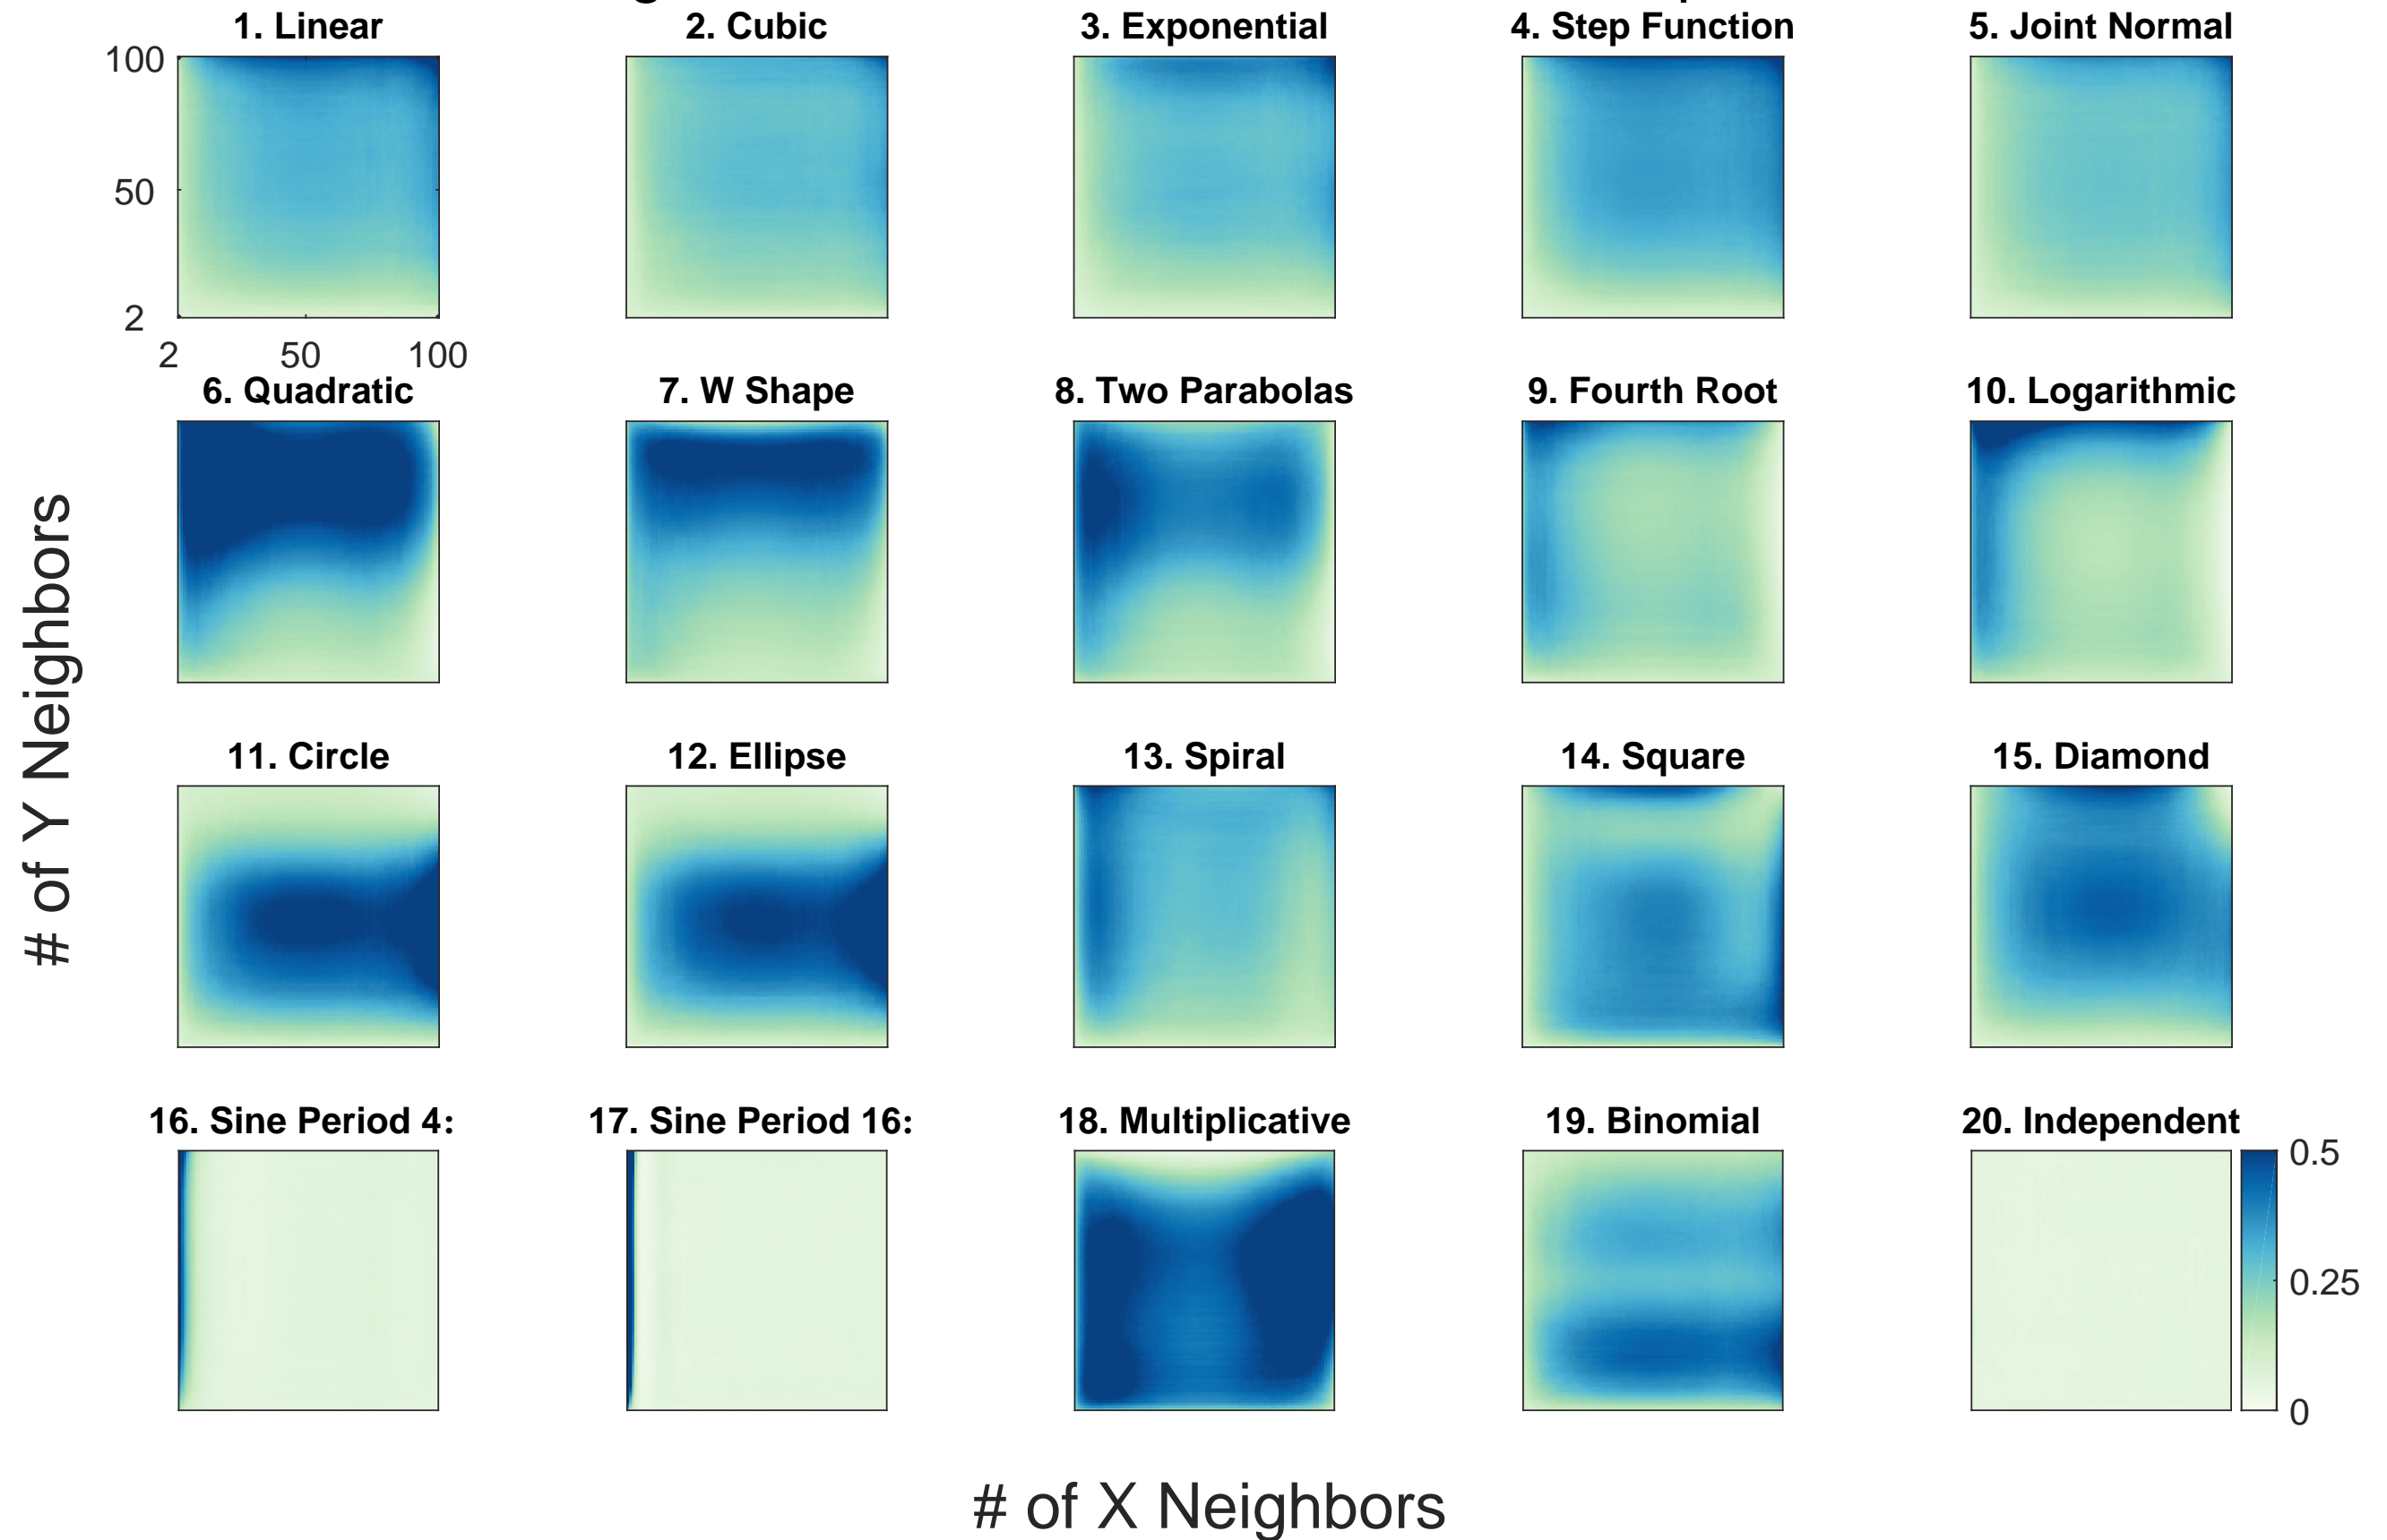 1. Linear
2. Cubic
3. Exponential
4. Step Function
5. Joint Normal
100
50
2
2
50
100
6. Quadratic
7. W Shape
8. Two Parabolas
9. Fourth Root
10. Logarithmic
# of Y Neighbors
11. Circle
12. Ellipse
13. Spiral
14. Square
15. Diamond
16. Sine Period 4:
17. Sine Period 16:
18. Multiplicative
19. Binomial
20. Independent
0.5
0.25
0
# of X Neighbors